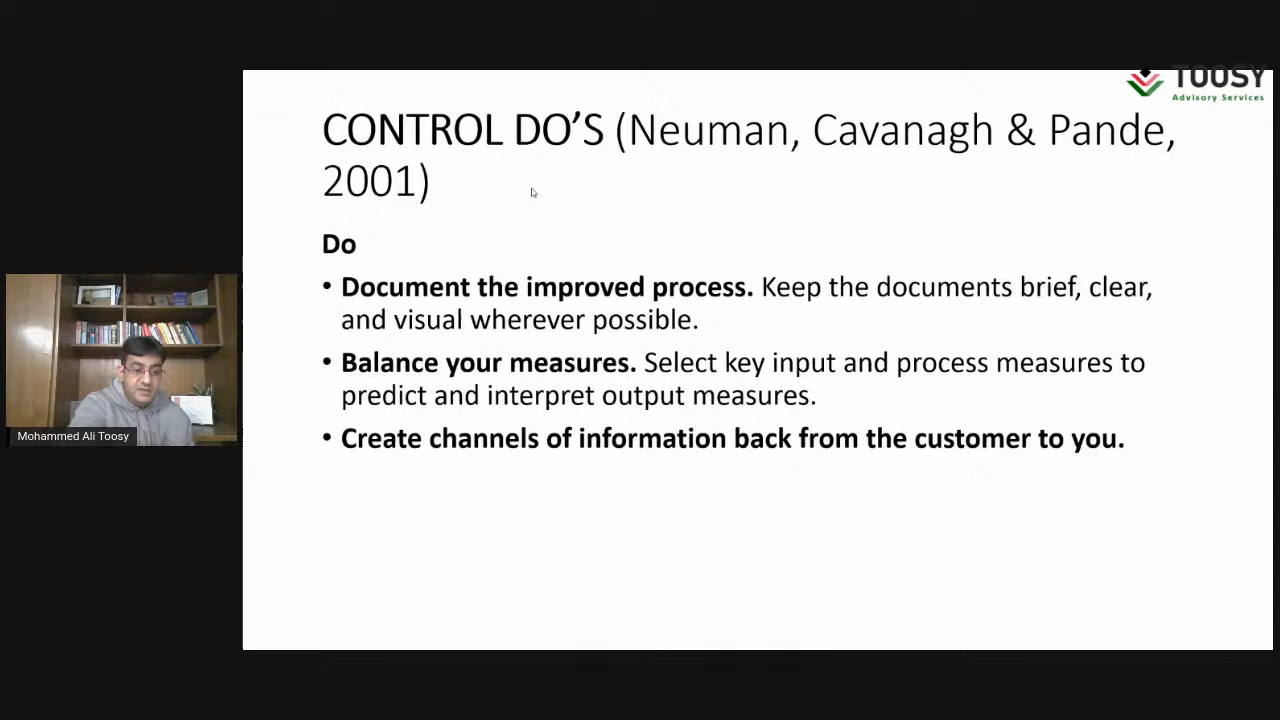 TOOSY
Advisory Services
CONTROL DO’S (Neuman, Cavanagh & Pande,
2001)
Do
• Document the improved process. Keep the documents brief, clear,
and visual wherever possible.
• Balance your measures. Select key input and process measures to
predict and interpret output measures.
• Create channels of information back from the customer to you.
Mohammed Ali Toosy